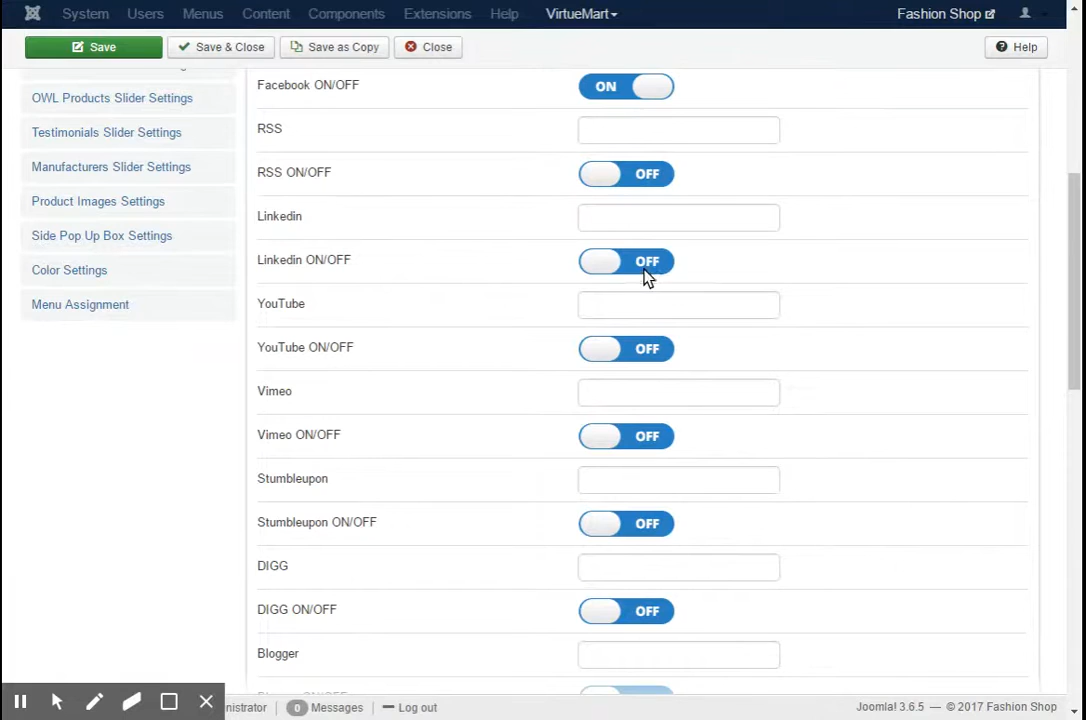 System Users Menus Content Components Extensions Help VirtueMart Fashion Shop
Save Save & Close Save as Copy Close Help
OWL Products Slider Settings
Testimonials Slider Settings
Manufacturers Slider Settings
Product Images Settings
Side Pop Up Box Settings
Color Settings
Menu Assignment
Facebook ON/OFF ON
RSS
RSS ON/OFF OFF
Linkedin
Linkedin ON/OFF OFF
YouTube
YouTube ON/OFF OFF
Vimeo
Vimeo ON/OFF OFF
Stumbleupon
Stumbleupon ON/OFF OFF
DIGG
DIGG ON/OFF OFF
Blogger
inistrator 0 Messages Log out Joomla! 3.6.5 — © 2017 Fashion Shop